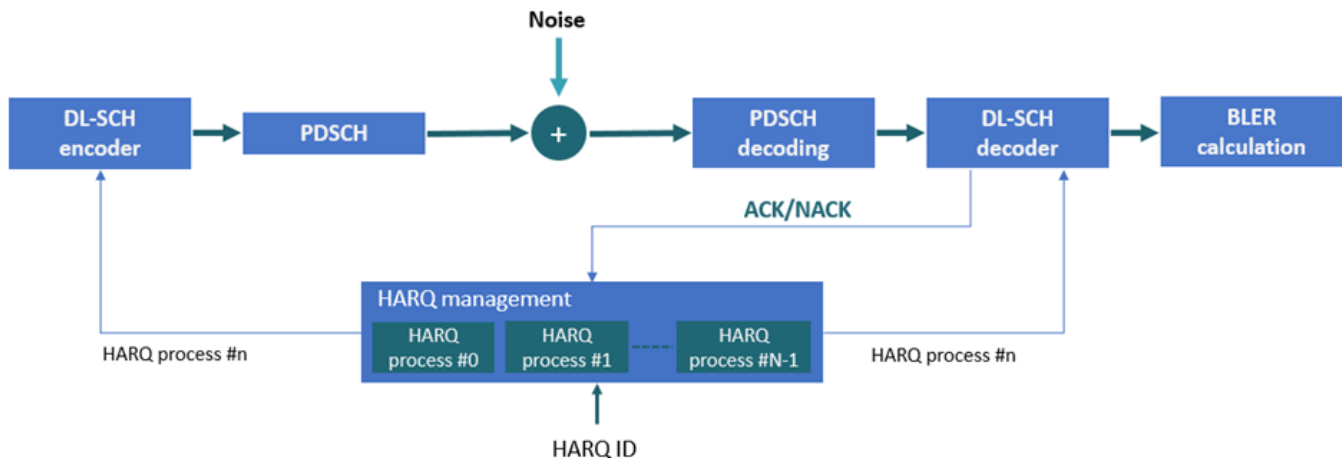 Noise
DL-SCH
encoder
PDSCH
+
PDSCH
decoding
DL-SCH
decoder
BLER
calculation
ACK/NACK
HARQ management
HARQ
process #0
HARQ
process #1
HARQ
process #N-1
HARQ process #n
HARQ process #n
HARQ ID